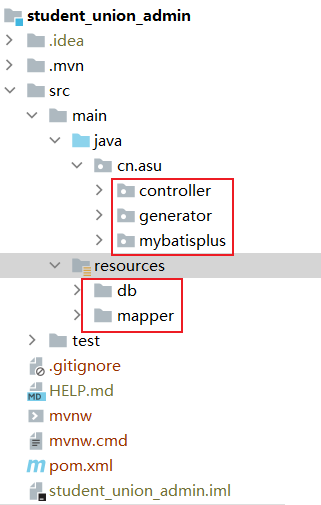 student_union_admin
.idea
.mvn
src
main
java
cn.asu
controller
generator
mybatisplus
resources
db
mapper
test
.gitignore
MD HELP.md
mvnw
mvnw.cmd
m pom.xml
student_union_admin.iml